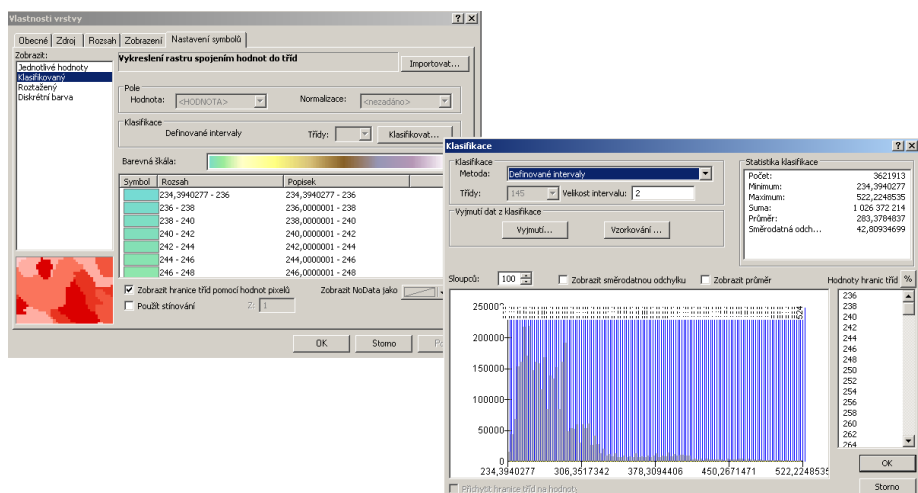 Vlastnosti vrstvy
Obecné Zdroj Rozsah Zobrazení Nastavení symbolů
Zobrazit:
Jednotlivé hodnoty
Klasifikovaný
Roztažený
Diskrétní barva
Vykreslení rastru spojením hodnot do tříd
Importovat...
Pole
Hodnota: <HODNOTA> Normalizace: <nezadáno>
Klasifikace
Definované intervaly Třídy: Klasifikovat...
Barevná škála:
Symbol Rozsah Popisek
234,3940277 - 236 234,3940277 - 236
236 - 238 236,0000001 - 238
238 - 240 238,0000001 - 240
240 - 242 240,0000001 - 242
242 - 244 242,0000001 - 244
244 - 246 244,0000001 - 246
246 - 248 246,0000001 - 248
Zobrazit hranice tříd pomocí hodnot pixelů Zobrazit NoData jako
Použít stínování Z: 1
OK Storno
Klasifikace
Klasifikace
Metoda: Definované intervaly
Třídy: 145 Velikost intervalu: 2
Vyjmutí dat z klasifikace
Vyjmutí... Vzorkování ...
Statistika klasifikace
Počet: 3621913
Minimum: 234,3940277
Maximum: 522,2248535
Suma: 1 026 372 214
Průměr: 283,3784837
Směrodatná odch... 42,80934699
Sloupců: 100 Zobrazit směrodatnou odchylku Zobrazit průměr
Hodnoty hranic tříd %
236
238
240
242
244
246
248
250
252
254
256
258
260
262
264
250000
200000
150000
100000
50000
0
524
234,3940277 306,3517342 378,3094406 450,2671471 522,2248535
OK
Přichytit hranice tříd na hodnoty
Storno